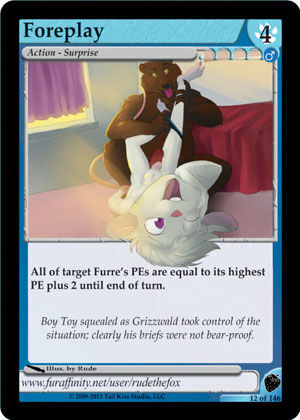 Foreplay
4
Action - Surprise
♂
All of target Furre's PEs are equal to its highest
PE plus 2 until end of turn.
Boy Toy squealed as Grizzwald took control of the
situation; clearly his briefs were not bear-proof.
Illus. by Rude
www.furaffinity.net/user/rudethefox
© 2009-2013 Tail Kiss Studio, LLC
12 of 146